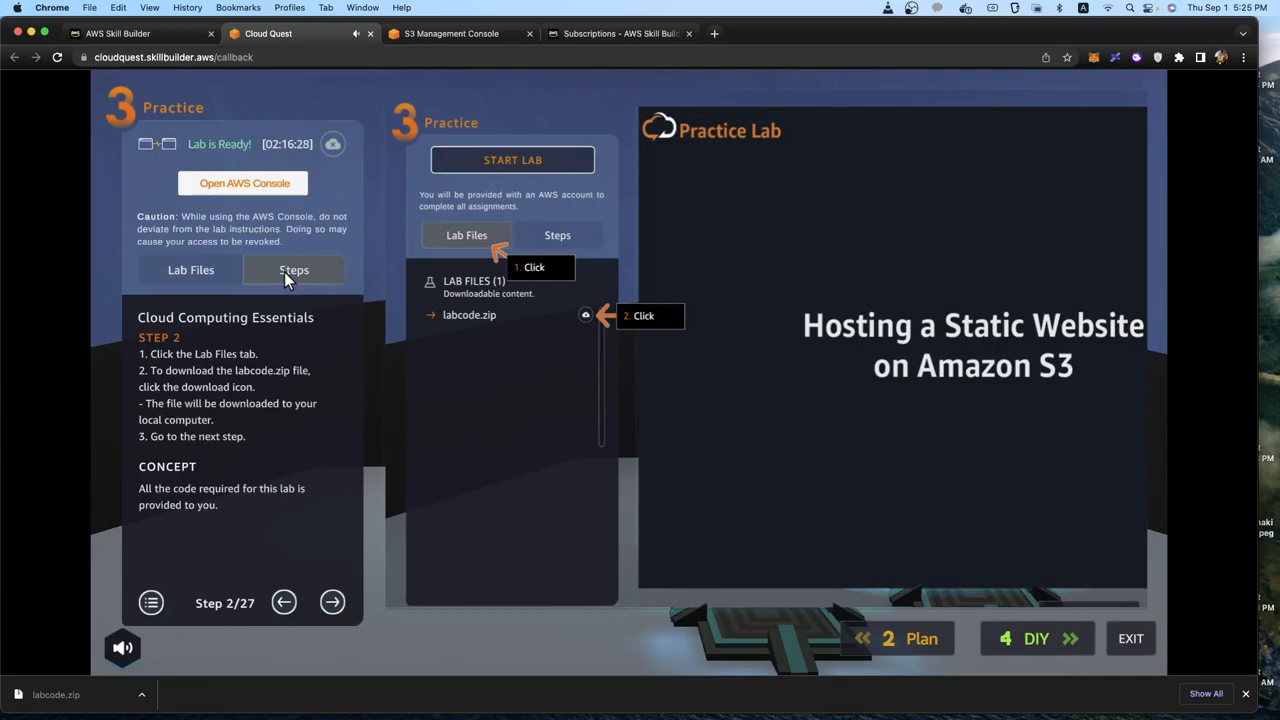 Chrome File Edit View History Bookmarks Profiles Tab Window Help A Thu Sep 1 5:25 PM
AWS Skill Builder × Cloud Quest × S3 Management Console × Subscriptions - AWS Skill Buil × +
cloudquest.skillbuilder.aws/callback
3 Practice
Lab is Ready! [02:16:28]
Open AWS Console
Caution: While using the AWS Console, do not
deviate from the lab instructions. Doing so may
cause your access to be revoked.
Lab Files Steps
Cloud Computing Essentials
STEP 2
1. Click the Lab Files tab.
2. To download the labcode.zip file,
click the download icon.
- The file will be downloaded to your
local computer.
3. Go to the next step.
CONCEPT
All the code required for this lab is
provided to you.
Step 2/27
3 Practice
START LAB
You will be provided with an AWS account to
complete all assignments.
Lab Files Steps
1. Click
LAB FILES (1)
Downloadable content.
labcode.zip
2. Click
Practice Lab
Hosting a Static Website
on Amazon S3
2 Plan
4 DIY
EXIT
labcode.zip
Show All